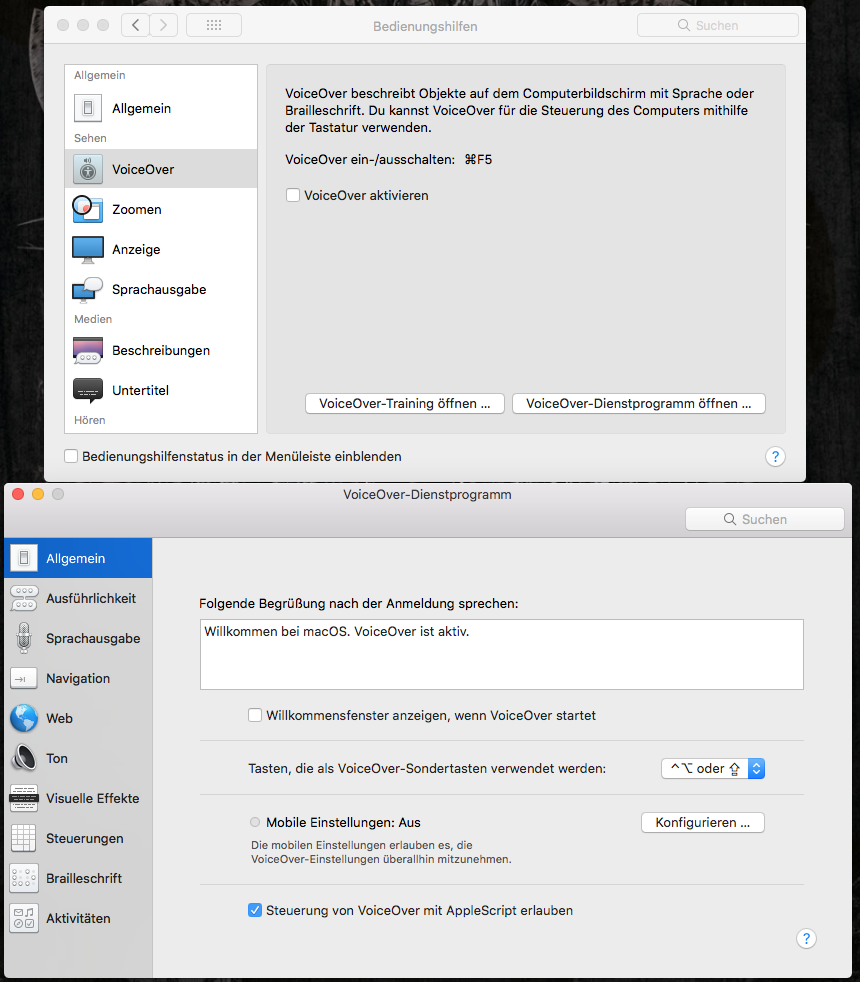 Bedienungshilfen
Suchen
Allgemein
Allgemein
Sehen
VoiceOver
Zoomen
Anzeige
Sprachausgabe
Medien
Beschreibungen
Untertitel
Hören
VoiceOver beschreibt Objekte auf dem Computerbildschirm mit Sprache oder
Brailleschrift. Du kannst VoiceOver für die Steuerung des Computers mithilfe
der Tastatur verwenden.
VoiceOver ein-/ausschalten: ⌘F5
VoiceOver aktivieren
VoiceOver-Training öffnen ...
VoiceOver-Dienstprogramm öffnen ...
Bedienungshilfenstatus in der Menüleiste einblenden
?
VoiceOver-Dienstprogramm
Suchen
Allgemein
Ausführlichkeit
Sprachausgabe
Navigation
Web
Ton
Visuelle Effekte
Steuerungen
Brailleschrift
Aktivitäten
Folgende Begrüßung nach der Anmeldung sprechen:
Willkommen bei macOS. VoiceOver ist aktiv.
Willkommensfenster anzeigen, wenn VoiceOver startet
Tasten, die als VoiceOver-Sondertasten verwendet werden: ⌃⌥ oder ⇪
Mobile Einstellungen: Aus
Konfigurieren ...
Die mobilen Einstellungen erlauben es, die
VoiceOver-Einstellungen überallhin mitzunehmen.
Steuerung von VoiceOver mit AppleScript erlauben
?